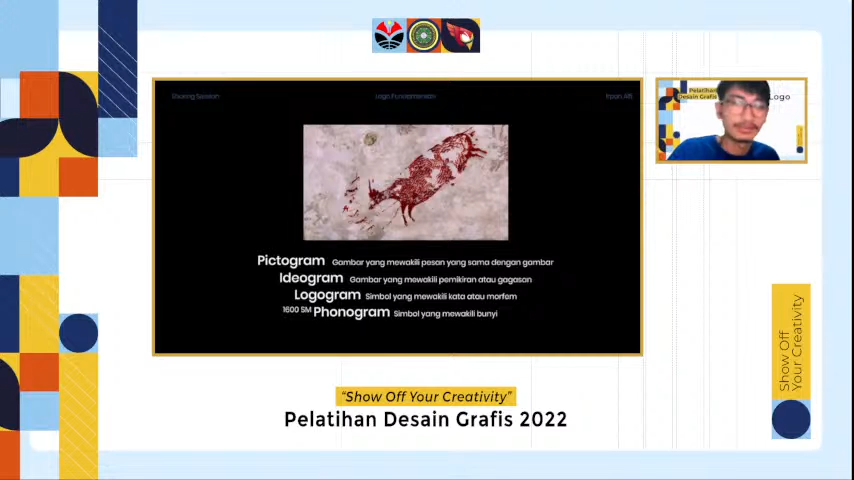 Sharing Session
Logo Fundamentals
Irpan Alfi
Pictogram Gambar yang mewakili pesan yang sama dengan gambar
Ideogram Gambar yang mewakili pemikiran atau gagasan
Logogram Simbol yang mewakili kata atau morfem
1600 SM Phonogram Simbol yang mewakili bunyi
Pelatihan
Desain Grafis
Logo
Show Off
Your Creativity
“Show Off Your Creativity”
Pelatihan Desain Grafis 2022